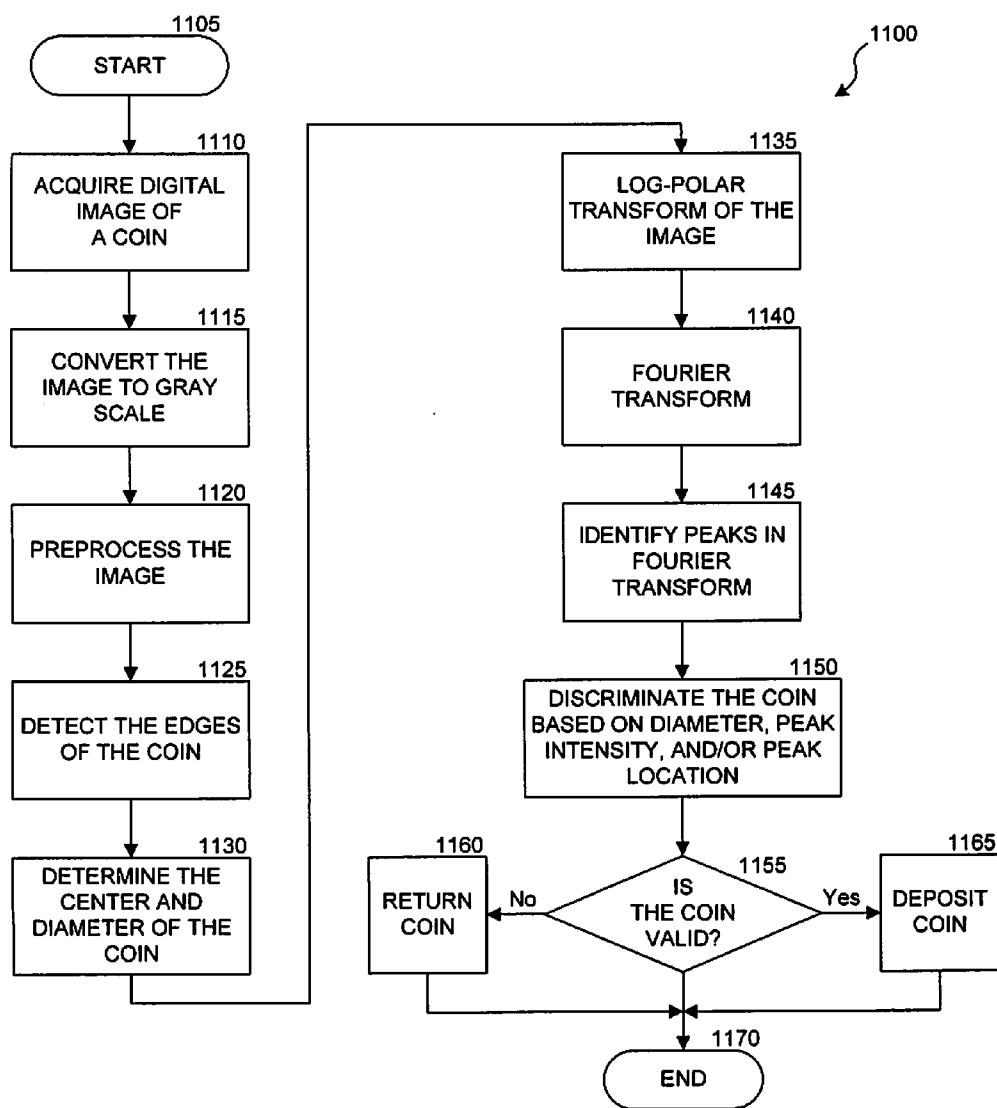 1105
START
1110
ACQUIRE DIGITAL
IMAGE OF
A COIN
1115
CONVERT THE
IMAGE TO GRAY
SCALE
1120
PREPROCESS THE
IMAGE
1125
DETECT THE EDGES
OF THE COIN
1130
DETERMINE THE
CENTER AND
DIAMETER OF THE
COIN
1100
1135
LOG-POLAR
TRANSFORM OF THE
IMAGE
1140
FOURIER
TRANSFORM
1145
IDENTIFY PEAKS IN
FOURIER
TRANSFORM
1150
DISCRIMINATE THE COIN
BASED ON DIAMETER, PEAK
INTENSITY, AND/OR PEAK
LOCATION
1155
IS
THE COIN
VALID?
No
1160
RETURN
COIN
Yes
1165
DEPOSIT
COIN
1170
END